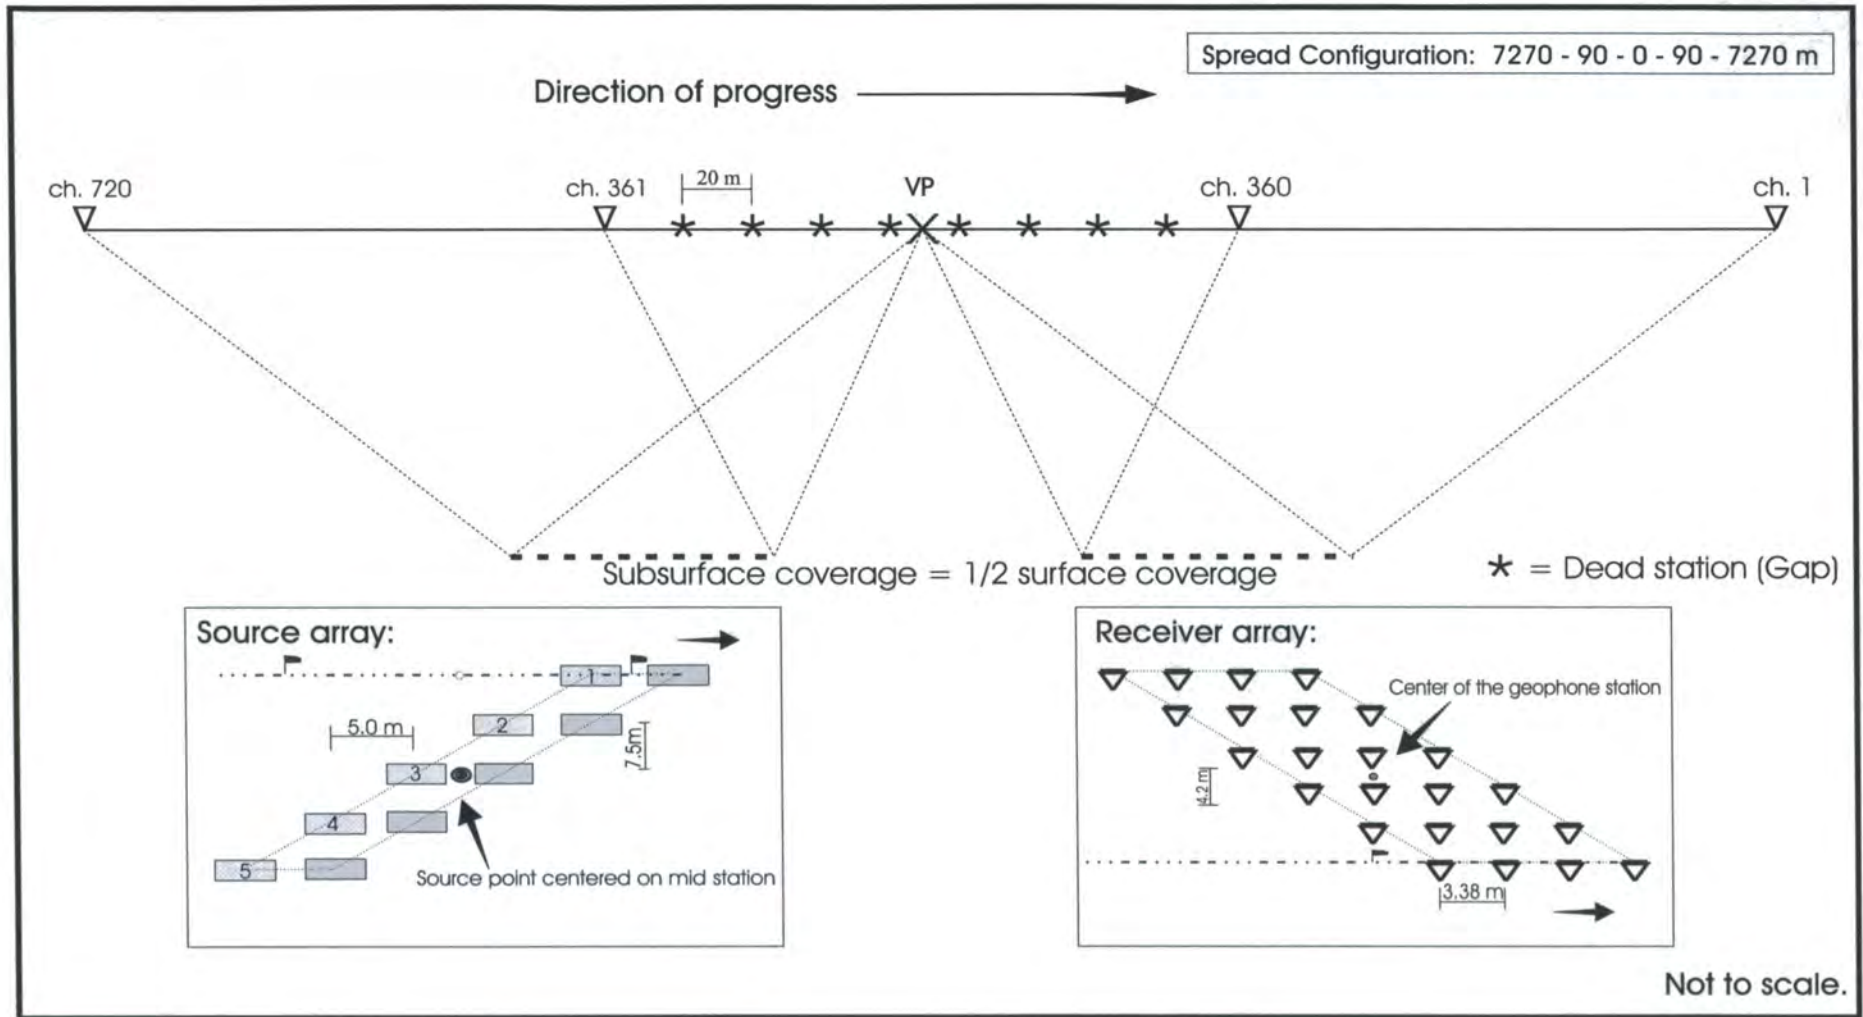 Spread Configuration: 7270 - 90 - 0 - 90 - 7270 m
Direction of progress
ch. 720
ch. 361
20 m
VP
ch. 360
ch. 1
Subsurface coverage = 1/2 surface coverage
* = Dead station (Gap)
Source array:
1
2
5.0 m
7.5m
3
4
5
Source point centered on mid station
Receiver array:
Center of the geophone station
4.2 m
3.38 m
Not to scale.